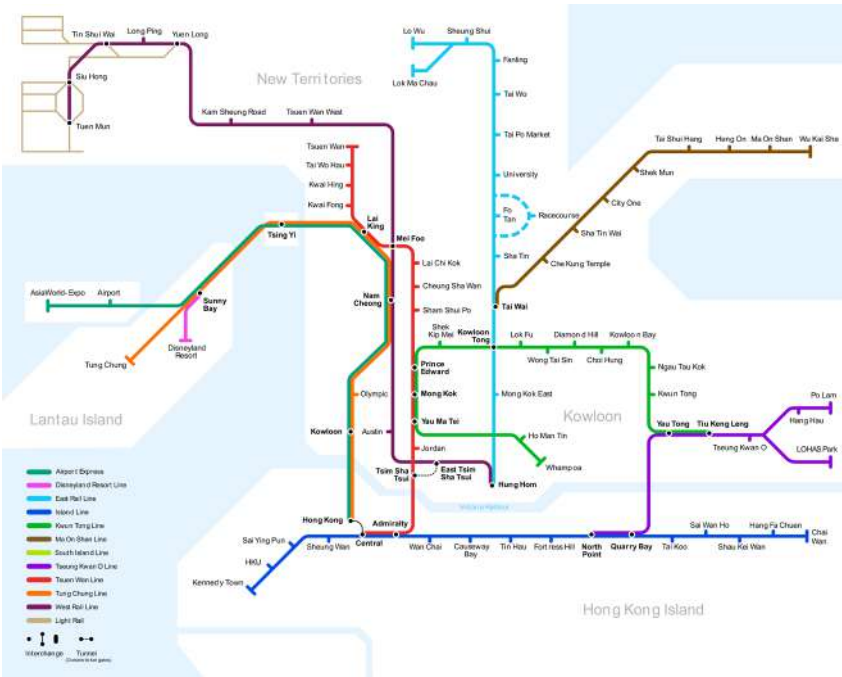 Tin Shui Wai
Long Ping
Yuen Long
Siu Hong
Tuen Mun
New Territories
Kam Sheung Road
Tsuen Wan West
Lo Wu
Sheung Shui
Lok Ma Chau
Fanling
Tai Wo
Tai Po Market
University
Fo
Tan
Racecourse
Sha Tin
Tai Wai
Tai Shui Hang
Heng On
Ma On Shan
Wu Kai Sha
Shek Mun
City One
Sha Tin Wai
Che Kung Temple
Tsuen Wan
Tai Wo Hau
Kwai Hing
Kwai Fong
Lai
King
Mei Foo
Tsing Yi
AsiaWorld-Expo
Airport
Sunny
Bay
Disneyland
Resort
Tung Chung
Lantau Island
Nam
Cheong
Lai Chi Kok
Cheung Sha Wan
Sham Shui Po
Shek
Kip Mei
Kowloon
Tong
Lok Fu
Diamond Hill
Kowloon Bay
Wong Tai Sin
Choi Hung
Prince
Edward
Mong Kok
Yau Ma Tei
Mong Kok East
Kowloon
Ngau Tau Kok
Kwun Tong
Olympic
Kowloon
Austin
Jordan
Tsim Sha
Tsui
East Tsim
Sha Tsui
Hung Hom
Ho Man Tin
Whampoa
Yau Tong
Tiu Keng Leng
Po Lam
Hang Hau
Tseung Kwan O
LOHAS Park
Hong Kong
Central
Admiralty
Sai Ying Pun
HKU
Kennedy Town
Sheung Wan
Wan Chai
Causeway
Bay
Tin Hau
Fortress Hill
North
Point
Quarry Bay
Tai Koo
Sai Wan Ho
Shau Kei Wan
Heng Fa Chuen
Chai
Wan
Victoria Harbour
Hong Kong Island
Airport Express
Disneyland Resort Line
East Rail Line
Island Line
Kwun Tong Line
Ma On Shan Line
South Island Line
Tseung Kwan O Line
Tsuen Wan Line
Tung Chung Line
West Rail Line
Light Rail
Interchange
Tunnel